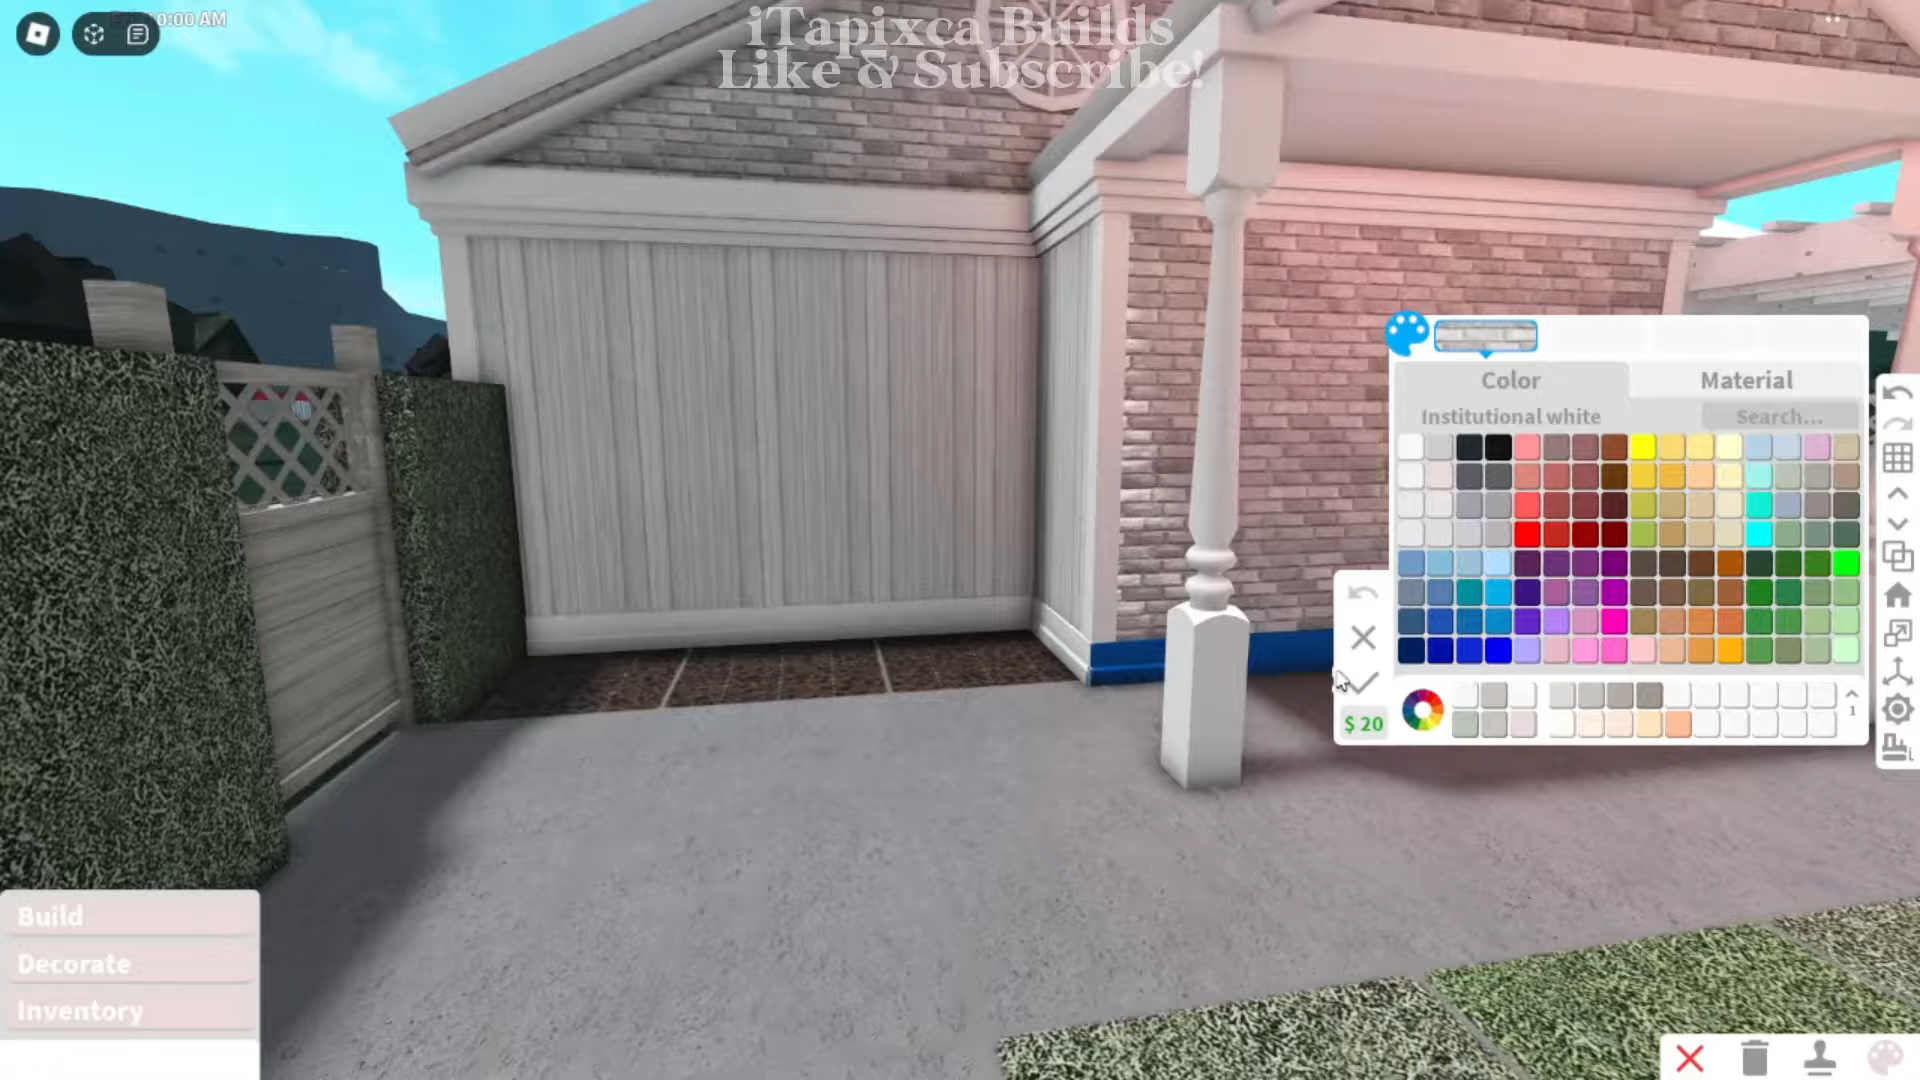 0:00 AM
iTapixca Builds
Like & Subscribe!
Color
Material
Institutional white
Search...
$ 20
1
Build
Decorate
Inventory